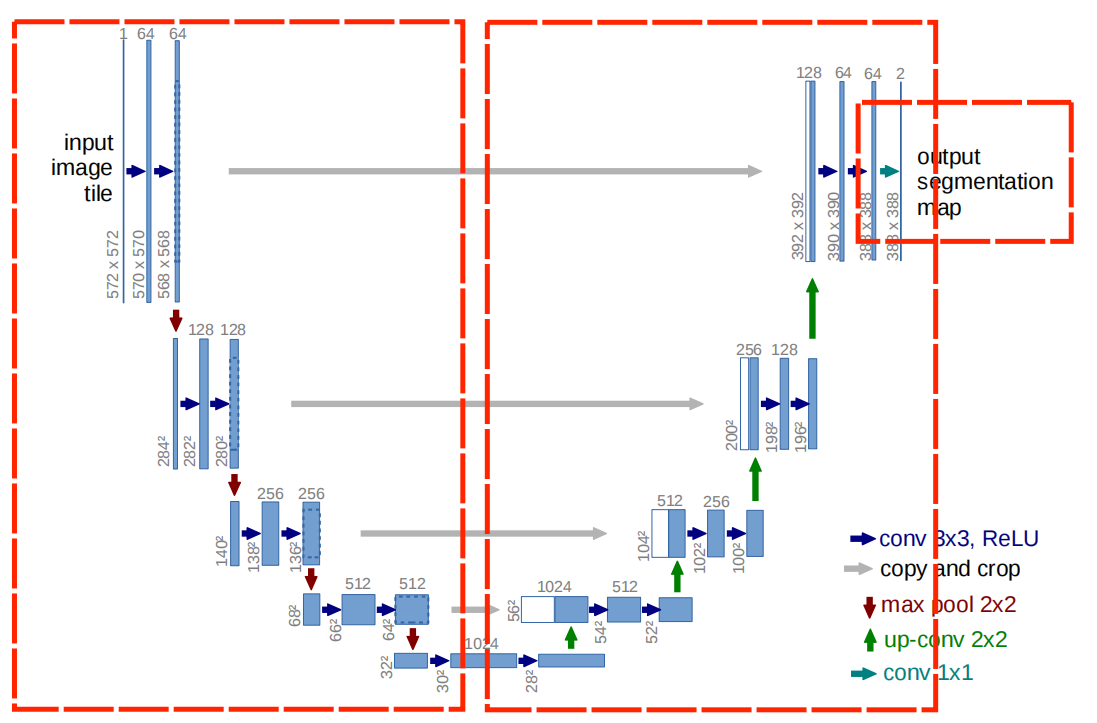 1 64 64
128 64 64 2
input
image
tile
output
segmentation
map
572 x 572
570 x 570
568 x 568
392 x 392
390 x 390
388 x 388
388 x 388
128 128
256 128
284²
282²
280²
200²
198²
196²
256 256
512 256
140²
138²
136²
104²
102²
100²
512 512
1024 512
68²
66²
64²
56²
54²
52²
1024
32²
30²
28²
conv 3x3, ReLU
copy and crop
max pool 2x2
up-conv 2x2
conv 1x1